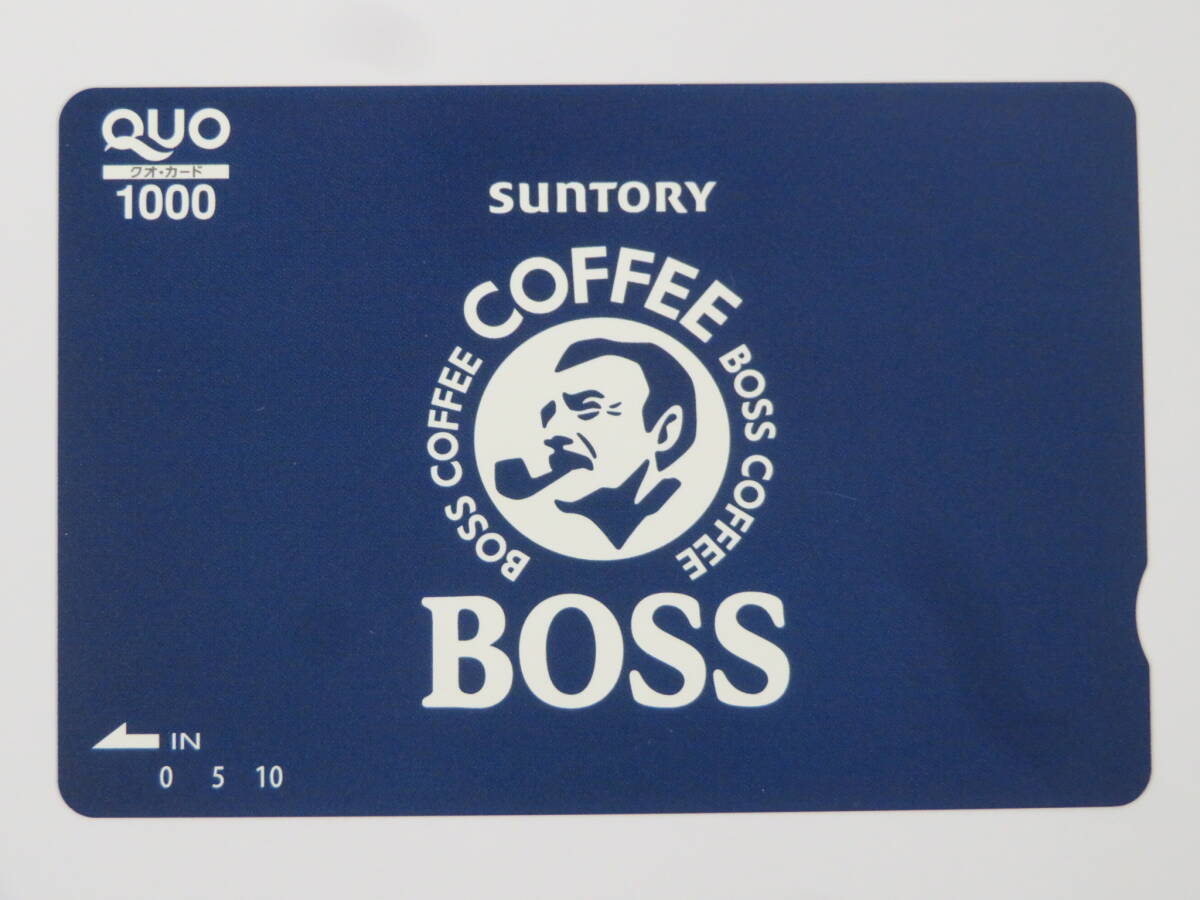 QUO
クオ・カード
1000
SUNTORY
COFFEE
BOSS COFFEE
BOSS COFFEE
BOSS
IN
0 5 10